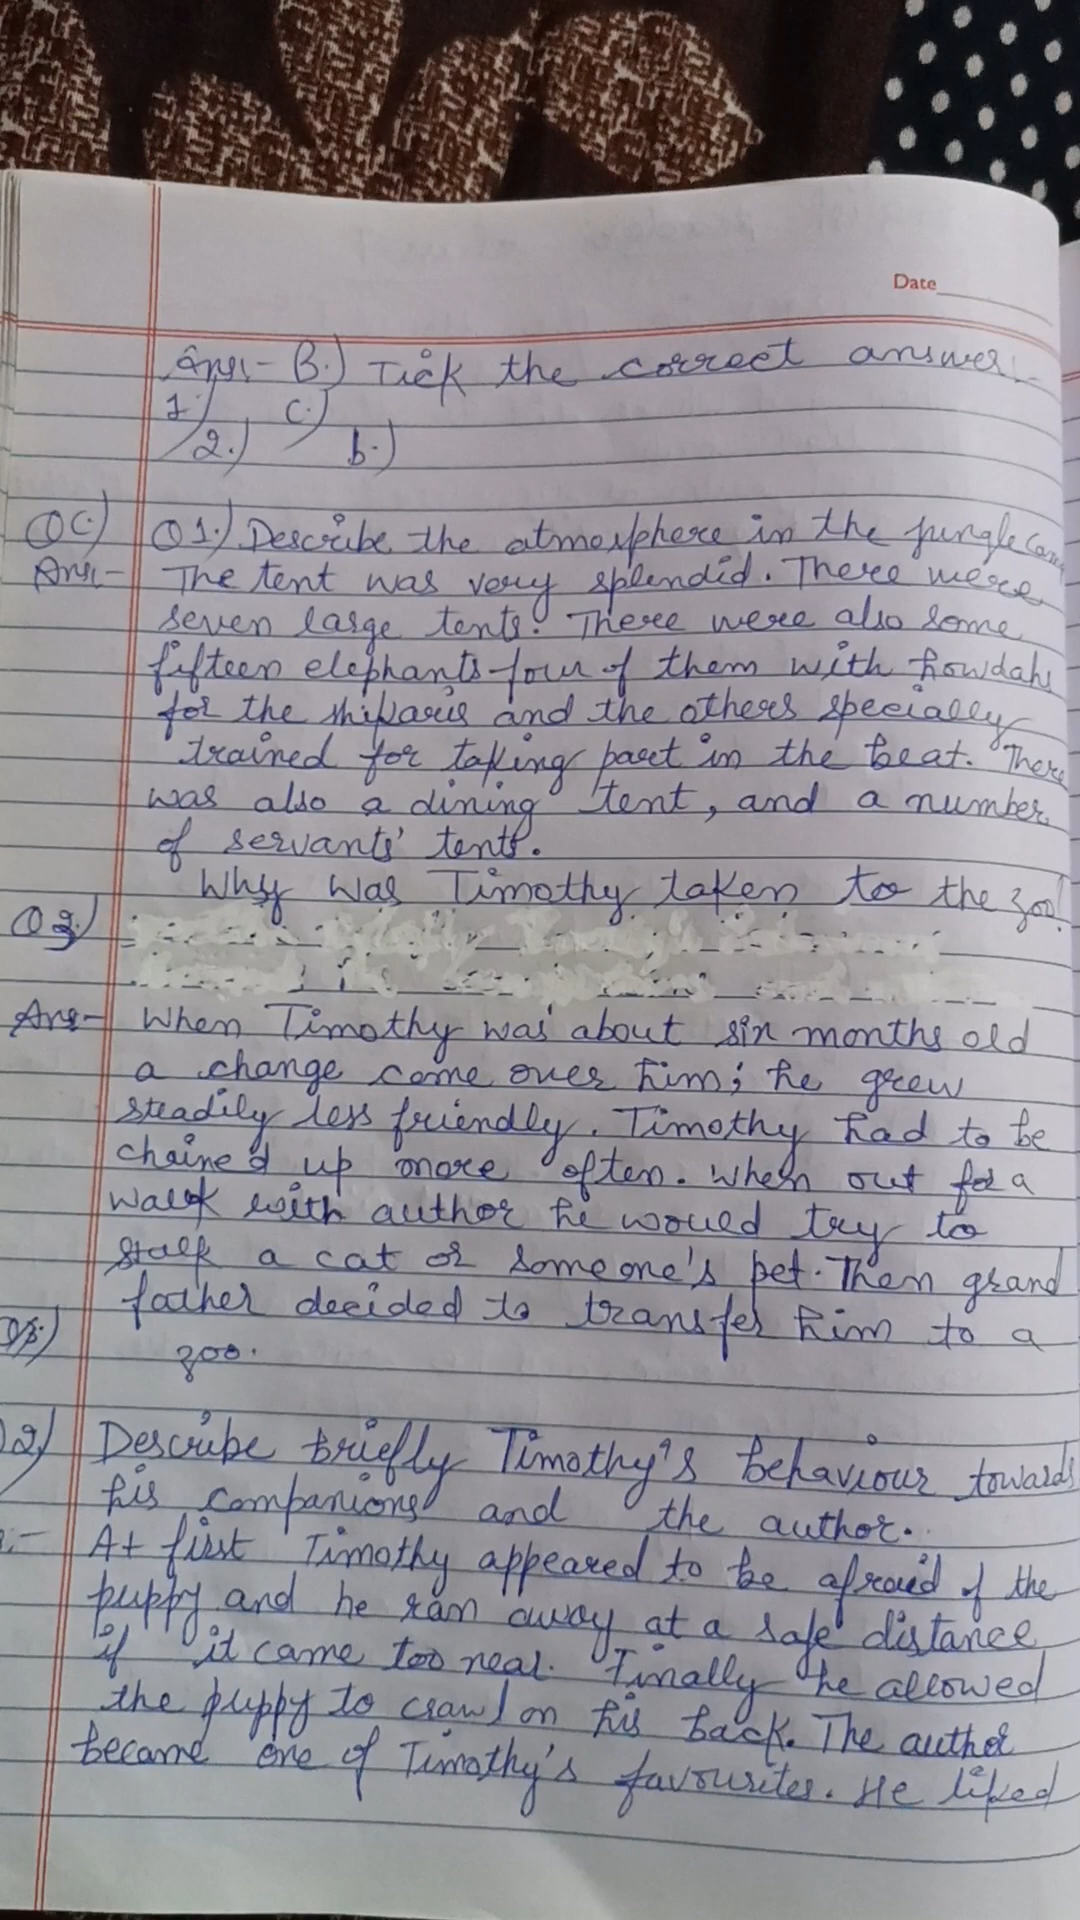 Date
Ans:- B.) Tick the correct answer:-
1.) c.)
2.) b.)
Q C.) Q 1.) Describe the atmosphere in the jungle
Ans:- The tent was very splendid. There were
seven large tents. There were also some
fifteen elephants-four of them with howdahs
for the shikaris and the others specially
trained for taking part in the beat. There
was also a dining tent, and a number
of servants' tents.
Why was Timothy taken to the zoo?
Q 3.)
Ans- When Timothy was about six months old
a change come over him; he grew
steadily less friendly. Timothy had to be
chained up more often. When out for a
walk with author he would try to
stalk a cat or someone's pet. Then grand
father decided to transfer him to a
zoo.
2.) Describe briefly Timothy's behaviour towards
his companions and the author.
:- At first Timothy appeared to be afraid of the
puppy and he ran away at a safe distance
if it came too near. Finally he allowed
the puppy to crawl on his back. The author
became one of Timothy's favourites. He liked